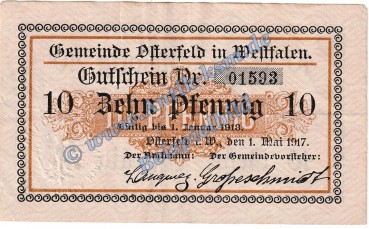 Gemeinde Osterfeld in Westfalen.
Gutschein Nr. 01593
10 Zehn Pfennig 10
Gültig bis 1. Januar 1918.
Osterfeld i. W., den 1. Mai 1917.
Der Amtmann: Der Gemeindevorsteher:
Grosseschmidt